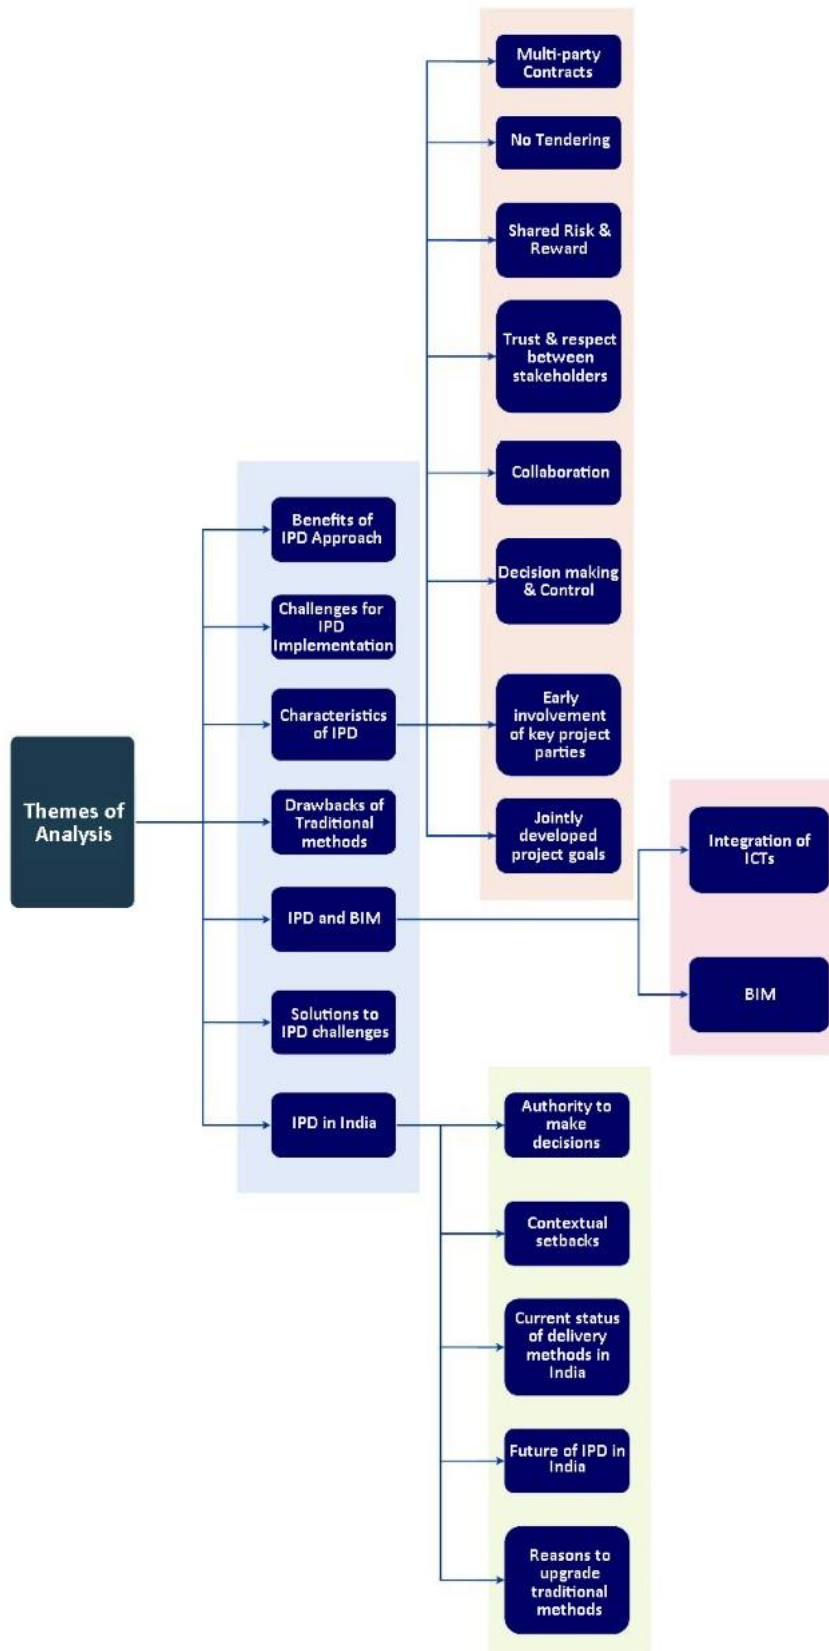 Themes of
Analysis
Benefits of
IPD Approach
Challenges for
IPD
Implementation
Characteristics
of IPD
Drawbacks of
Traditional
methods
IPD and BIM
Solutions to
IPD challenges
IPD in India
Multi-party
Contracts
No Tendering
Shared Risk &
Reward
Trust & respect
between
stakeholders
Collaboration
Decision making
& Control
Early
involvement
of key project
parties
Jointly
developed
project goals
Integration of
ICTs
BIM
Authority to
make
decisions
Contextual
setbacks
Current status
of delivery
methods in
India
Future of IPD in
India
Reasons to
upgrade
traditional
methods